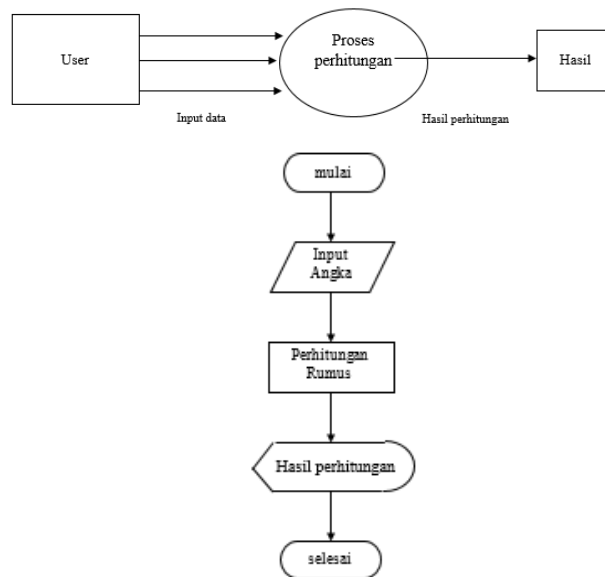 User
Proses
perhitungan
Hasil
Input data
Hasil perhitungan
mulai
Input
Angka
Perhitungan
Rumus
Hasil perhitungan
selesai